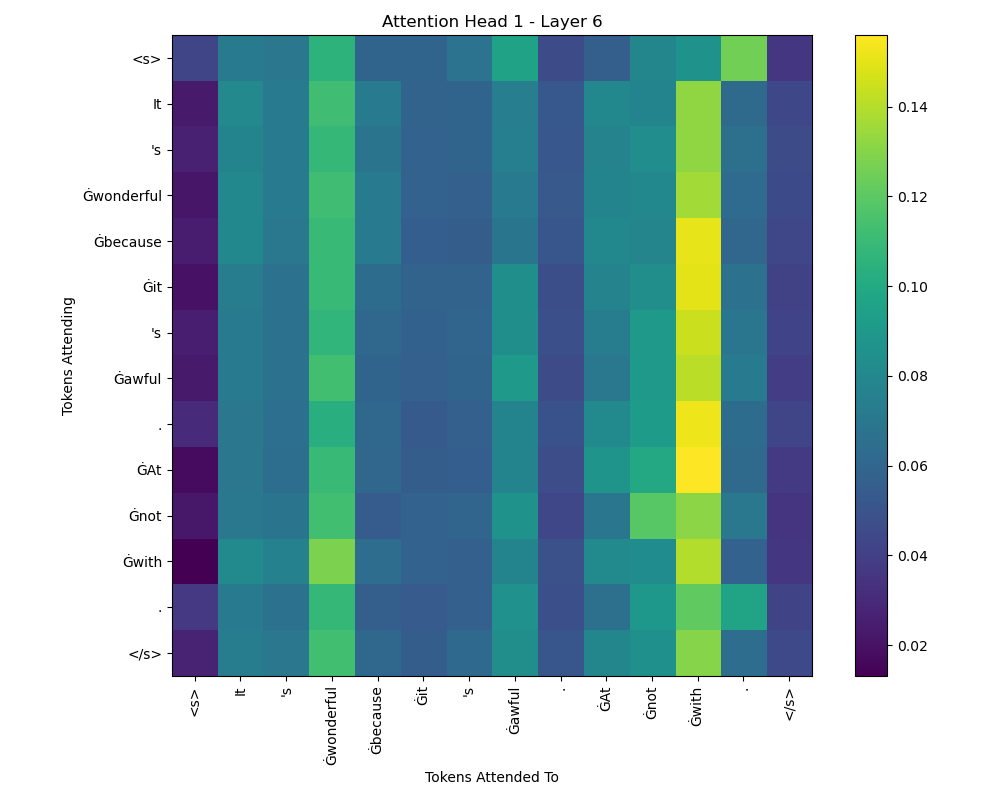 Attention Head 1 - Layer 6
Tokens Attending
<s>
It
's
Ġwonderful
Ġbecause
Ġit
's
Ġawful
.
ĠAt
Ġnot
Ġwith
.
</s>
<s>
It
's
Ġwonderful
Ġbecause
Ġit
's
Ġawful
.
ĠAt
Ġnot
Ġwith
.
</s>
Tokens Attended To
0.14
0.12
0.10
0.08
0.06
0.04
0.02